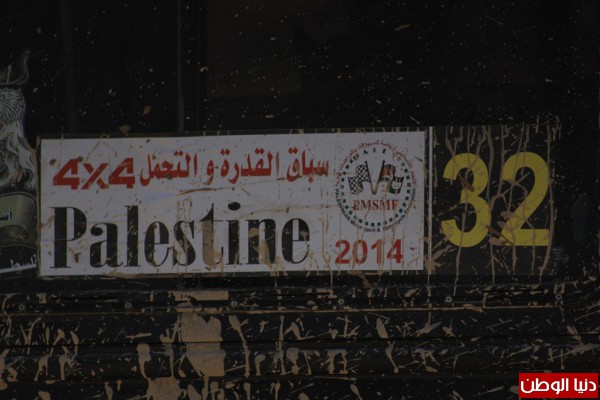 سباق القدرة و التحمل 4x4
Palestine
PMSMF
2014
32
دنيا الوطن